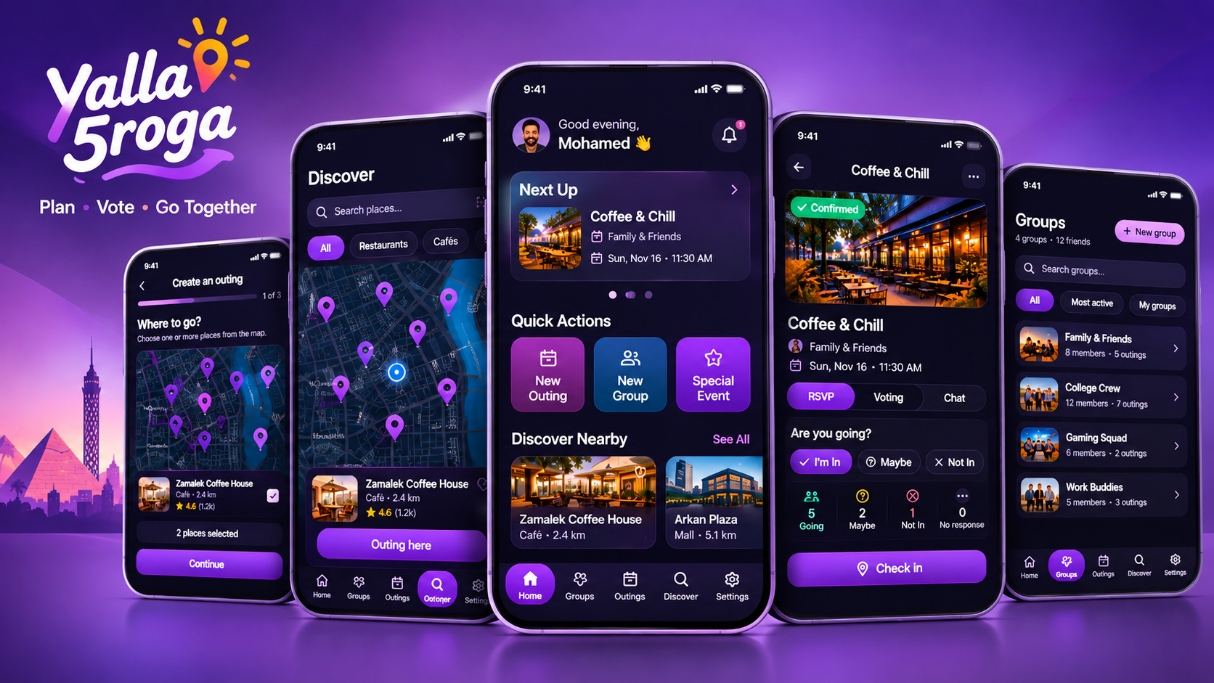 Yalla
5roga
Plan • Vote • Go Together
9:41
Create an outing
1 of 3
Where to go?
Choose one or more places from the map.
Zamalek Coffee House
Café • 2.4 km
4.6 (1.2k)
2 places selected
Continue
9:41
Discover
Search places...
All
Restaurants
Cafés
Zamalek Coffee House
Café • 2.4 km
4.6 (1.2k)
Outing here
Home
Groups
Outings
Ootoner
Setting
9:41
Good evening,
Mohamed 👋
1
Next Up
Coffee & Chill
Family & Friends
Sun, Nov 16 • 11:30 AM
Quick Actions
New
Outing
New
Group
Special
Event
Discover Nearby
See All
Zamalek Coffee House
Café • 2.4 km
Arkan Plaza
Mall • 5.1 km
Home
Groups
Outings
Discover
Settings
9:41
Coffee & Chill
Confirmed
Coffee & Chill
Family & Friends
Sun, Nov 16 • 11:30 AM
RSVP
Voting
Chat
Are you going?
I'm In
Maybe
Not In
5
Going
2
Maybe
1
Not In
0
No response
Check in
9:41
Groups
4 groups • 12 friends
+ New group
Search groups...
All
Most active
My groups
Family & Friends
8 members • 5 outings
College Crew
12 members • 7 outings
Gaming Squad
6 members • 2 outings
Work Buddies
5 members • 3 outings
Home
Groups
Outings
Discover
Settings